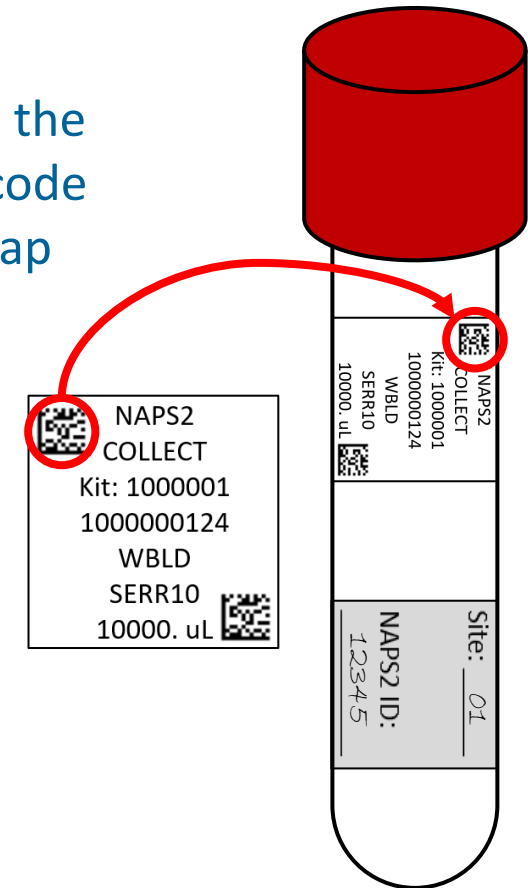 the
code
ap
NAPS2
COLLECT
Kit: 1000001
1000000124
WBLD
SERR10
10000. uL
NAPS2
COLLECT
Kit: 1000001
1000000124
WBLD
SERR10
10000. uL
Site: 01
NAPS2 ID:
12345